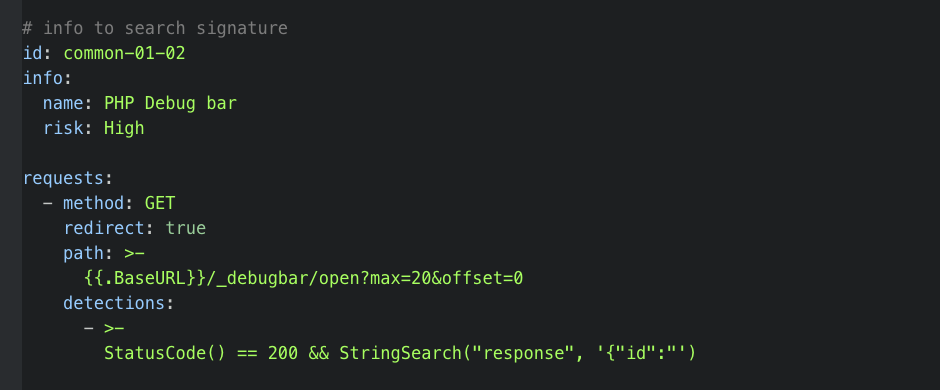 # info to search signature
id: common-01-02
info:
  name: PHP Debug bar
  risk: High

requests:
  - method: GET
    redirect: true
    path: >-
      {{.BaseURL}}/_debugbar/open?max=20&offset=0
    detections:
      - >-
        StatusCode() == 200 && StringSearch("response", '{"id":"')